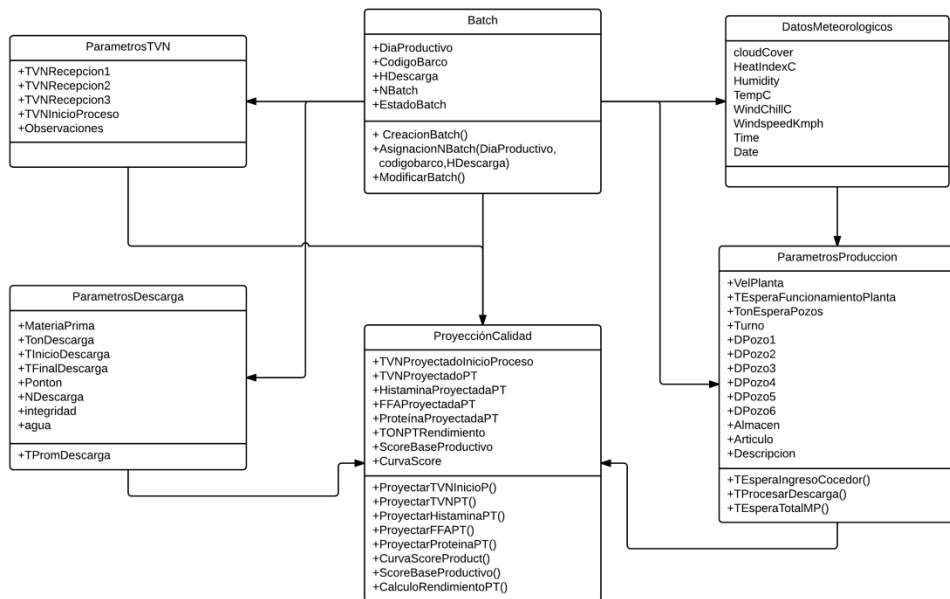 ParametrosTVN
+TVNRecepcion1
+TVNRecepcion2
+TVNRecepcion3
+TVNInicioProceso
+Observaciones
Batch
+DiaProductivo
+CodigoBarco
+HDescarga
+NBatch
+EstadoBatch
+ CreacionBatch()
+AsignacionNBatch(DiaProductivo,
codigobarco,HDescarga)
+ModificarBatch()
DatosMeteorologicos
cloudCover
HeatIndexC
Humidity
TempC
WindChillC
WindspeedKmph
Time
Date
ParametrosDescarga
+MateriaPrima
+TonDescarga
+TInicioDescarga
+TFinalDescarga
+Ponton
+NDescarga
+integridad
+agua
+TPromDescarga
ProyecciónCalidad
+TVNProyectadoInicioProceso
+TVNProyectadoPT
+HistaminaProyectadaPT
+FFAProyectadaPT
+ProteínaProyectadaPT
+TONPTRendimiento
+ScoreBaseProductivo
+CurvaScore
+ProyectarTVNInicioP()
+ProyectarTVNPT()
+ProyectarHistaminaPT()
+ProyectarFFAPT()
+ProyectarProteinaPT()
+CurvaScoreProduct()
+ScoreBaseProductivo()
+CalculoRendimientoPT()
ParametrosProduccion
+VelPlanta
+TEsperaFuncionamientoPlanta
+TonEsperaPozos
+Turno
+DPozo1
+DPozo2
+DPozo3
+DPozo4
+DPozo5
+DPozo6
+Almacen
+Articulo
+Descripcion
+TEsperaIngresoCocedor()
+TProcesarDescarga()
+TEsperaTotalMP()